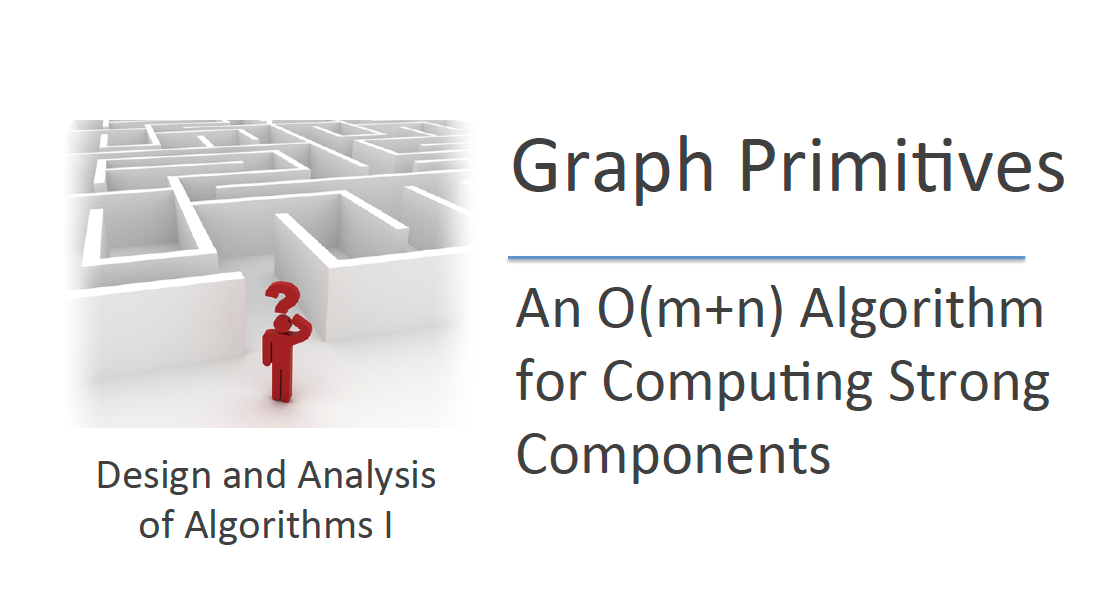 Graph Primitives
An O(m+n) Algorithm
for Computing Strong
Components
Design and Analysis
of Algorithms I
?